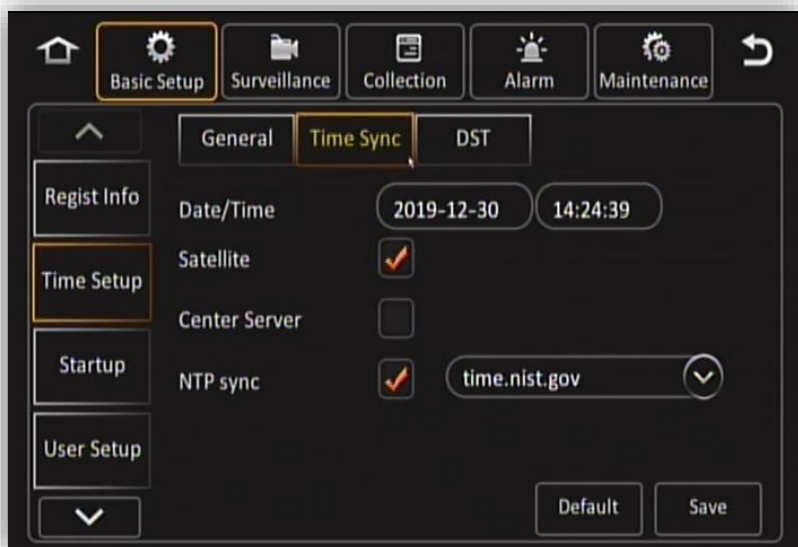 Basic Setup Surveillance Collection Alarm Maintenance
General Time Sync DST
Regist Info
Date/Time 2019-12-30 14:24:39
Satellite
Time Setup
Center Server
Startup
NTP sync time.nist.gov
User Setup
Default Save